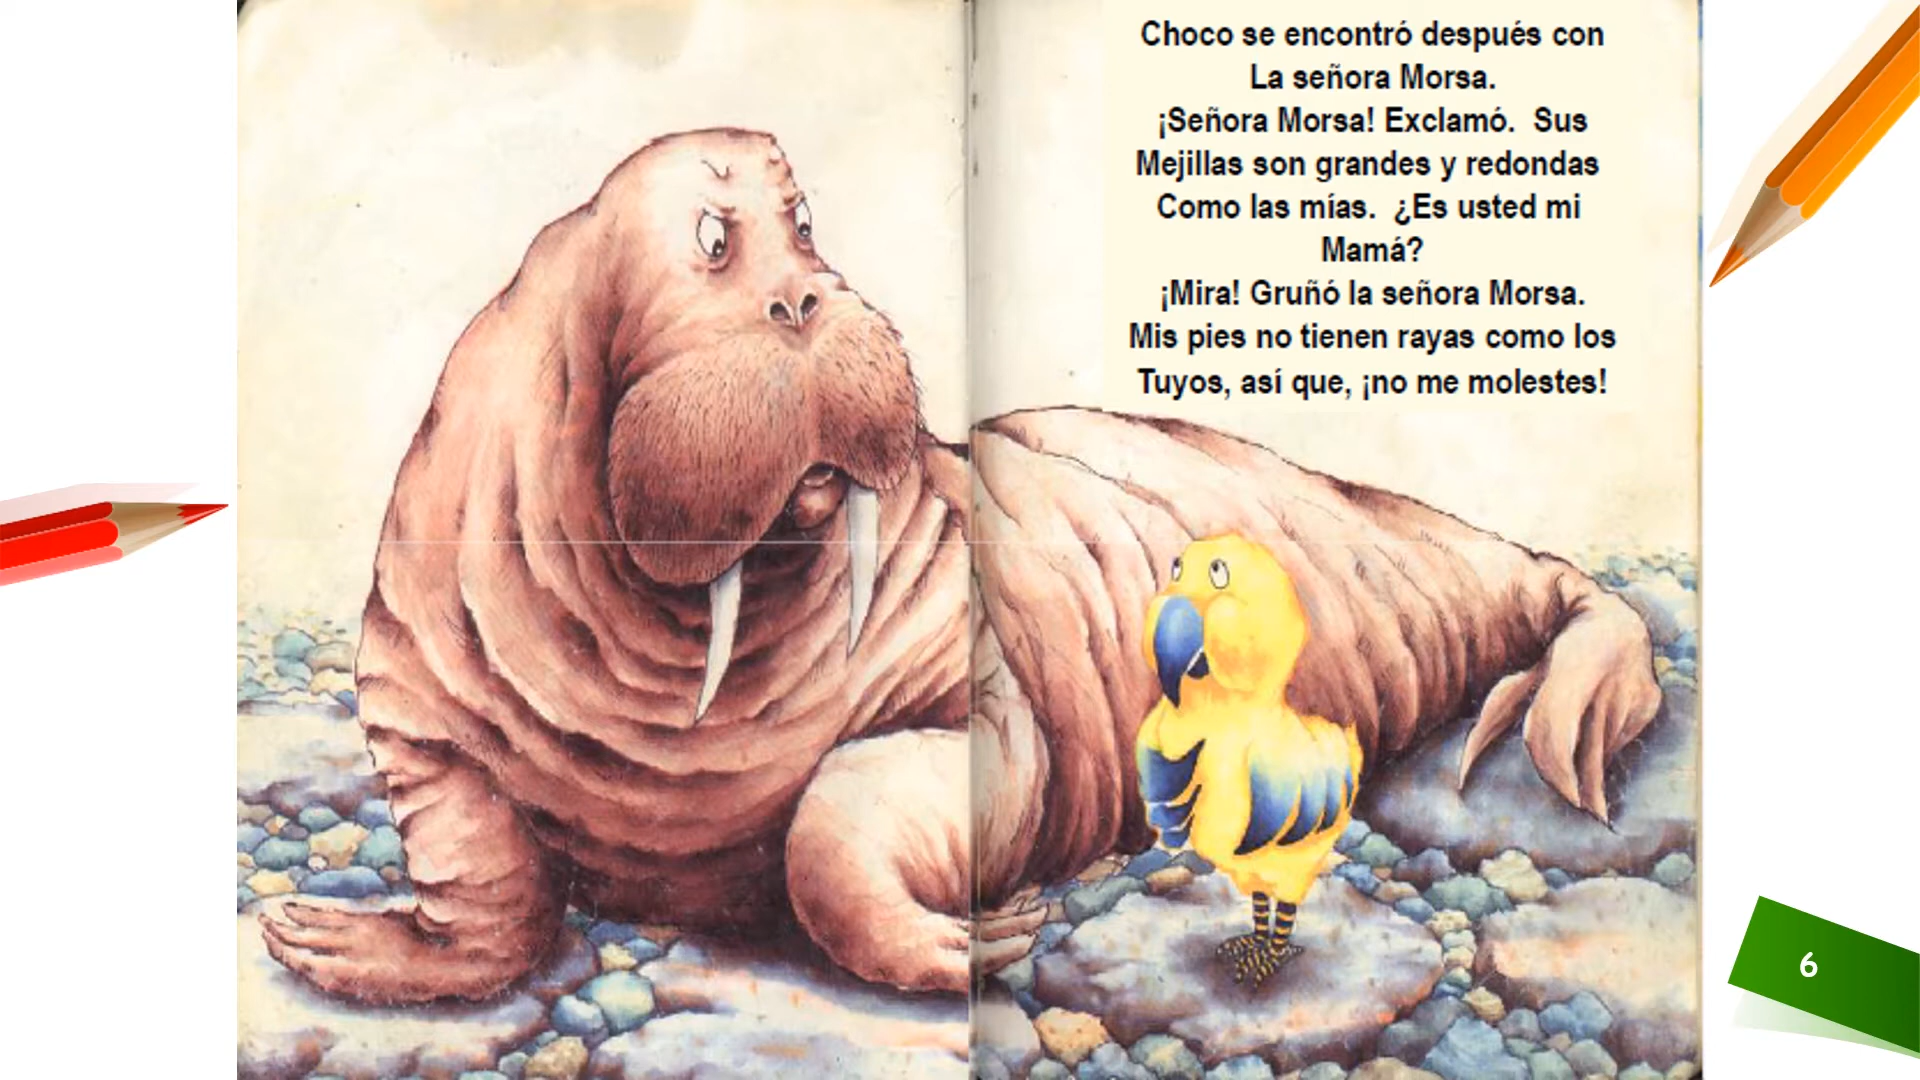 Choco se encontró después con
La señora Morsa.
¡Señora Morsa! Exclamó.  Sus
Mejillas son grandes y redondas
Como las mías.  ¿Es usted mi
Mamá?
¡Mira! Gruñó la señora Morsa.
Mis pies no tienen rayas como los
Tuyos, así que, ¡no me molestes!
6